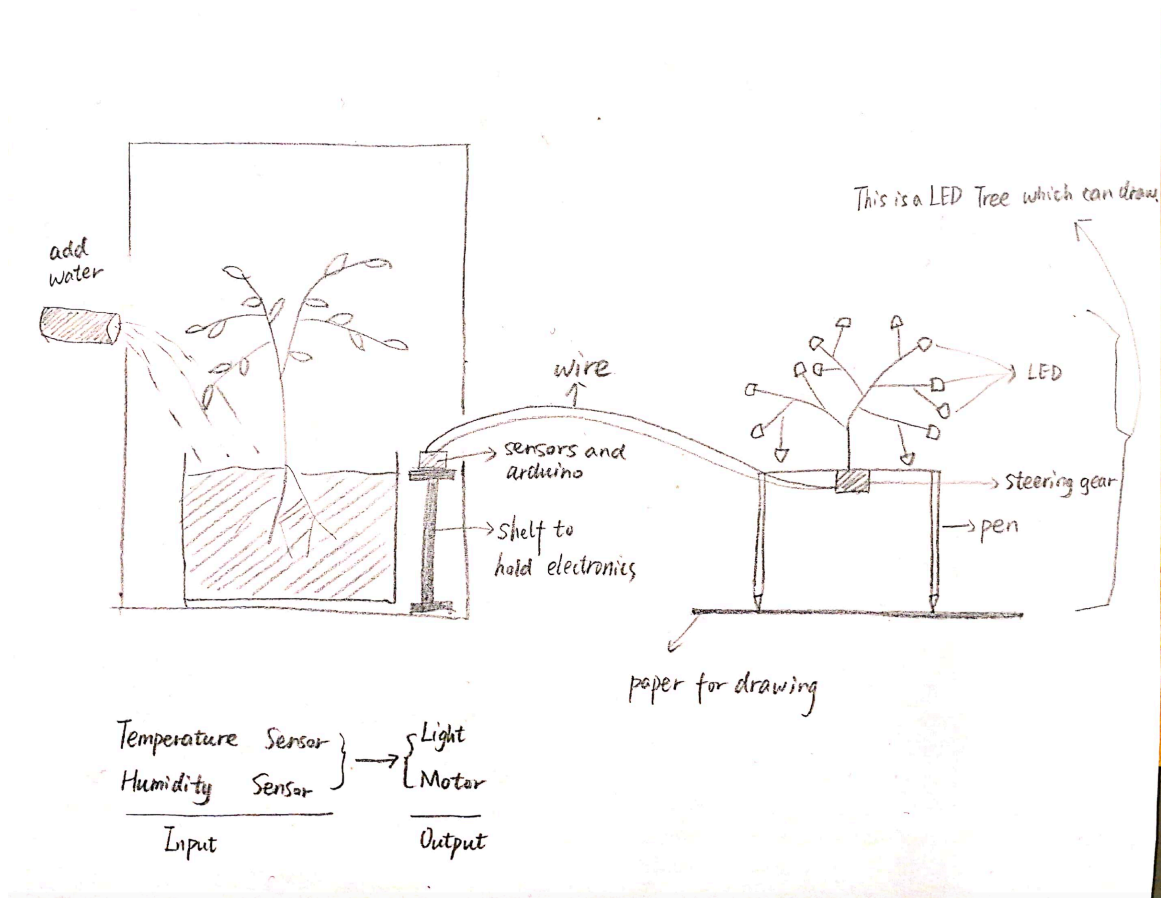 This is a LED Tree which can draw.
add
water
wire
LED
sensors and
arduino
steering gear
shelf to
hold electronics
pen
paper for drawing
Temperature Sensor
Humidity Sensor
Light
Motor
Input
Output